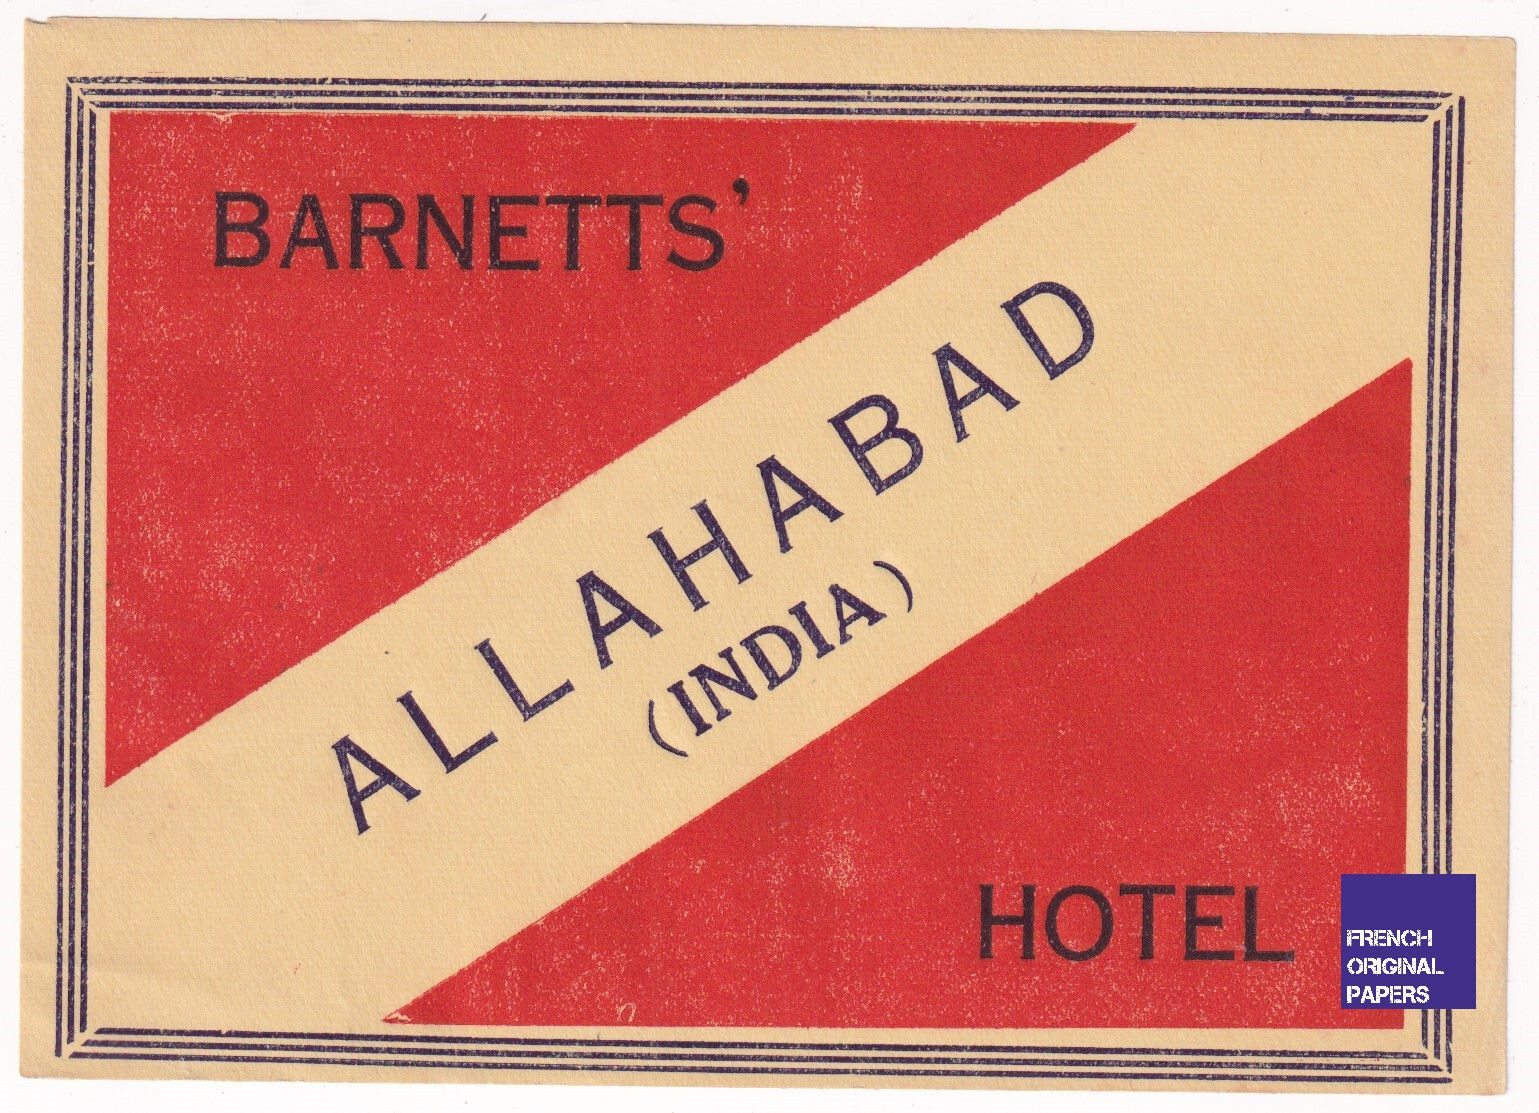 BARNETTS’
ALLAHABAD
(INDIA)
HOTEL
FRENCH
ORIGINAL
PAPERS